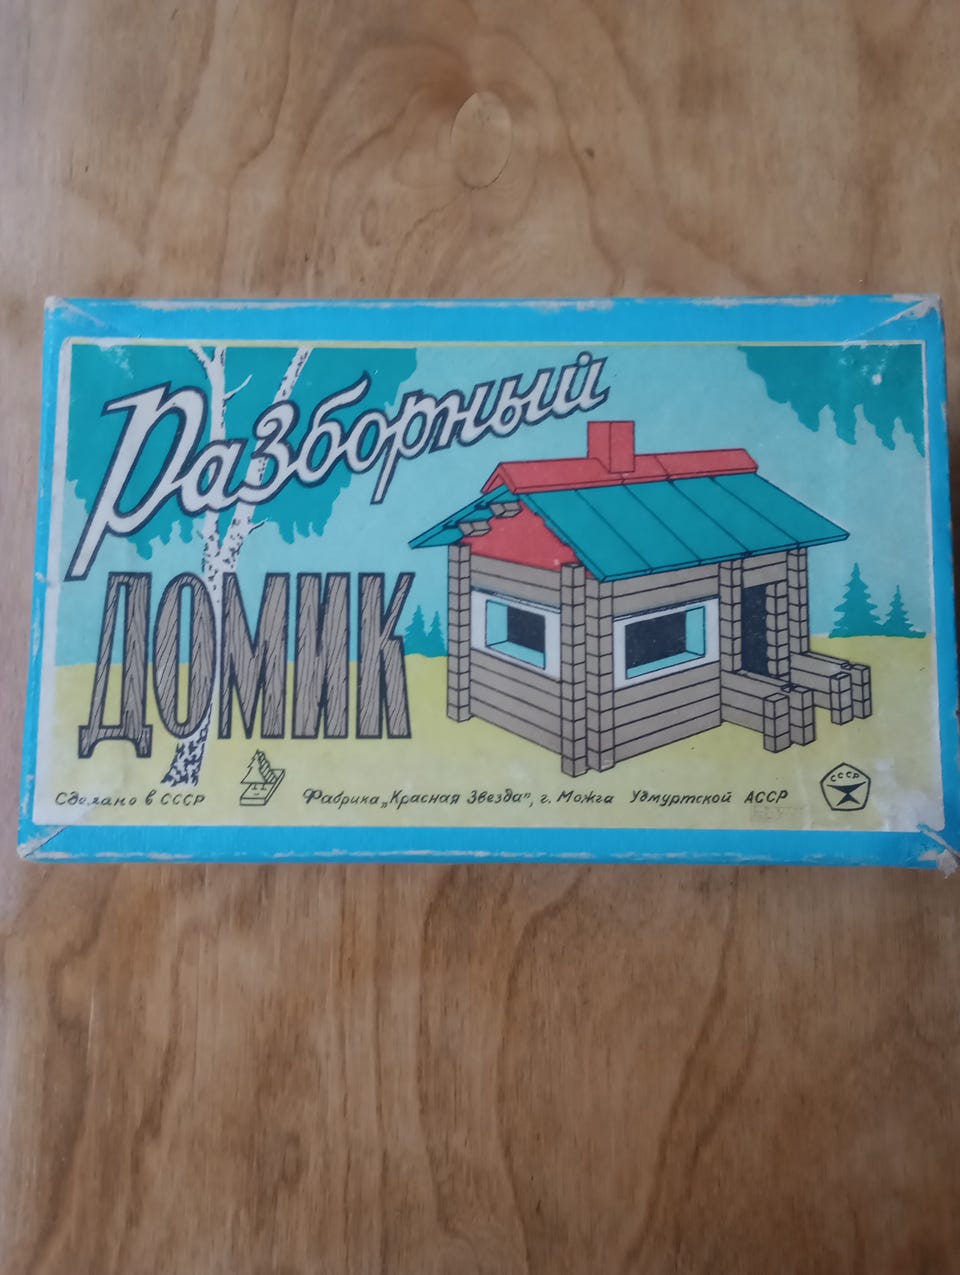 Разборный
ДОМИК
Сделано в СССР
Фабрика „Красная Звезда", г. Можга Удмуртской АССР
СССР